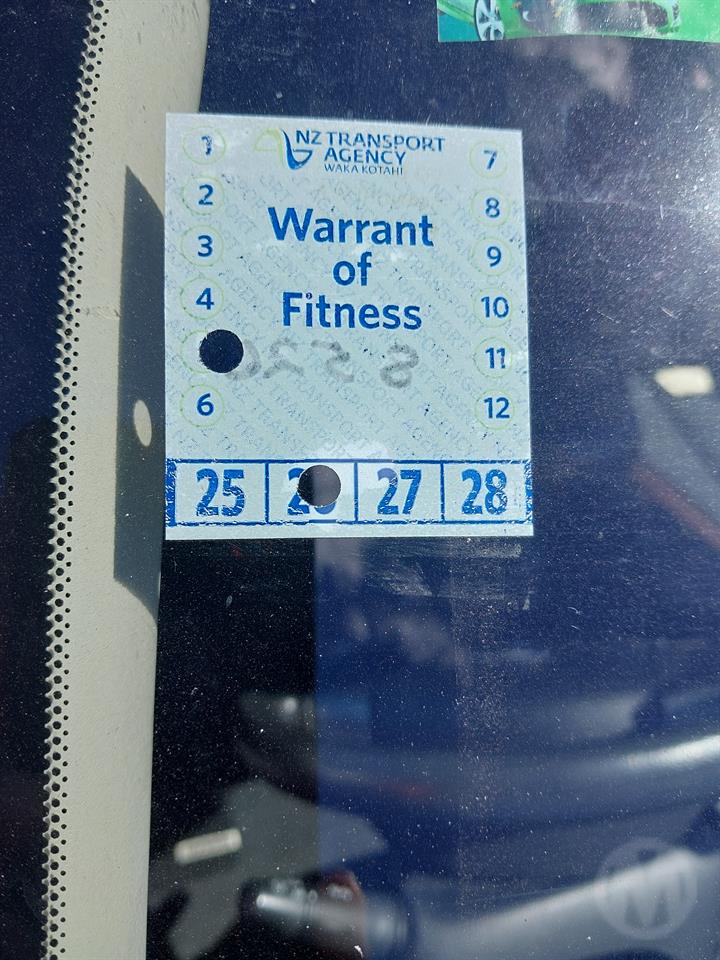 NZ TRANSPORT
AGENCY
WAKA KOTAHI
Warrant
of
Fitness
1
2
3
4
6
7
8
9
10
11
12
25 26 27 28